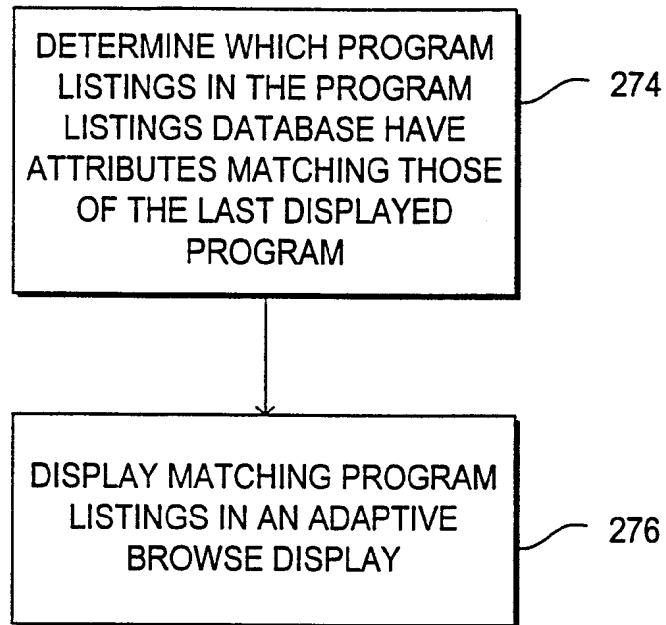 DETERMINE WHICH PROGRAM
LISTINGS IN THE PROGRAM
LISTINGS DATABASE HAVE
ATTRIBUTES MATCHING THOSE
OF THE LAST DISPLAYED
PROGRAM
274
DISPLAY MATCHING PROGRAM
LISTINGS IN AN ADAPTIVE
BROWSE DISPLAY
276